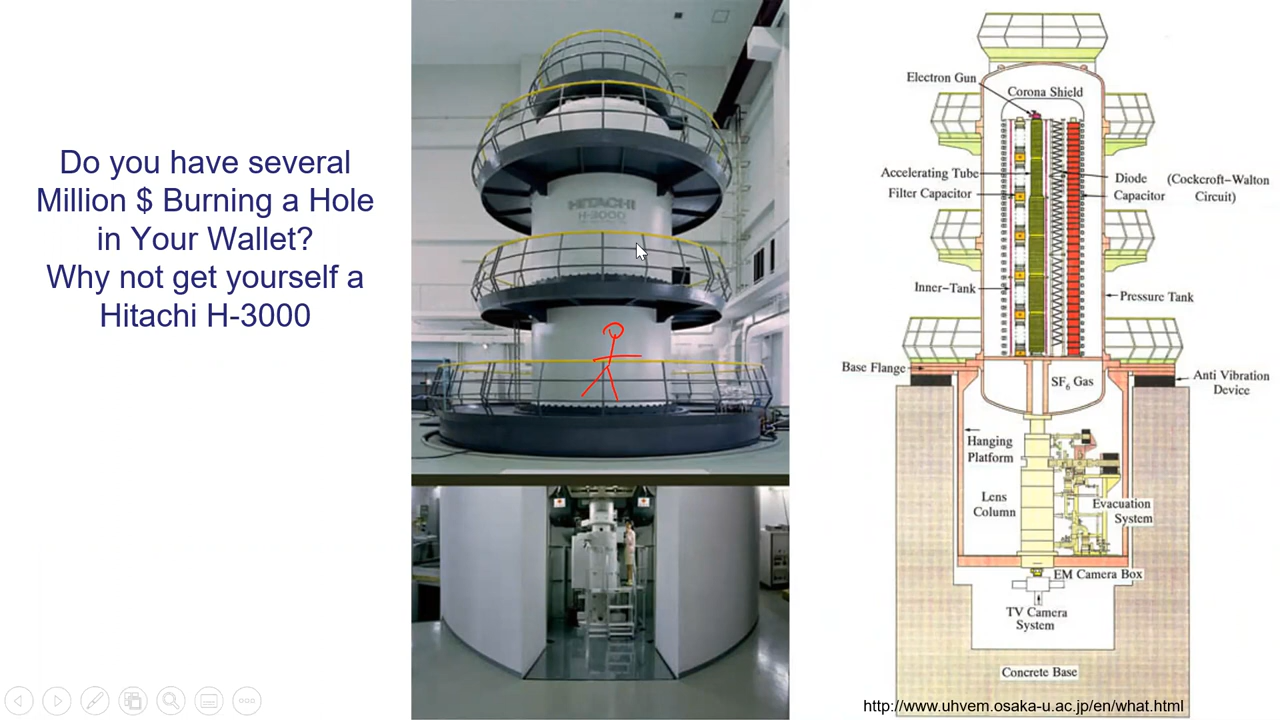 Do you have several
Million $ Burning a Hole
in Your Wallet?
Why not get yourself a
Hitachi H-3000
HITACHI
H-3000
Electron Gun
Corona Shield
Accelerating Tube
Filter Capacitor
Diode
Capacitor
(Cockcroft-Walton
Circuit)
Inner-Tank
Pressure Tank
Base Flange
SF6 Gas
Anti Vibration
Device
Hanging
Platform
Lens
Column
Evacuation
System
EM Camera Box
TV Camera
System
Concrete Base
http://www.uhvem.osaka-u.ac.jp/en/what.html